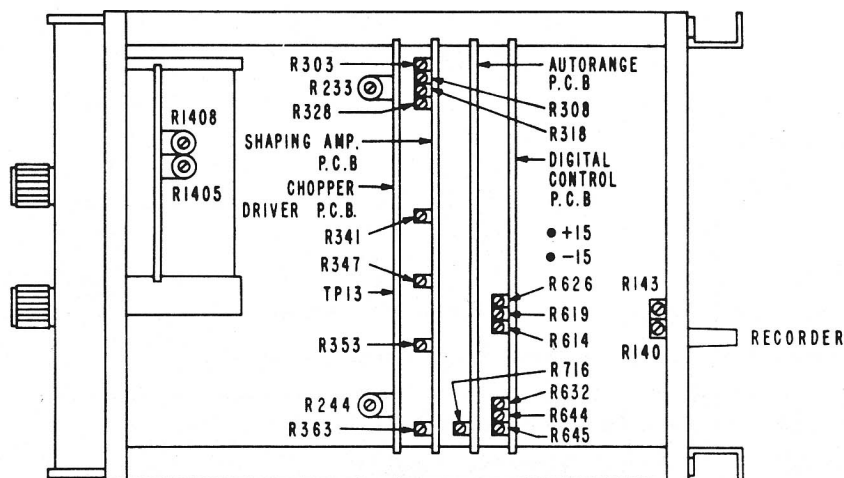 R303
R233
R328
SHAPING AMP.
P.C.B
CHOPPER
DRIVER P.C.B.
R341
R347
TP13
R353
R244
R363
R1408
R1405
AUTORANGE
P.C.B
R308
R318
DIGITAL
CONTROL
P.C.B
+15
-15
R626
R619
R614
R716
R632
R644
R645
R143
R140
RECORDER